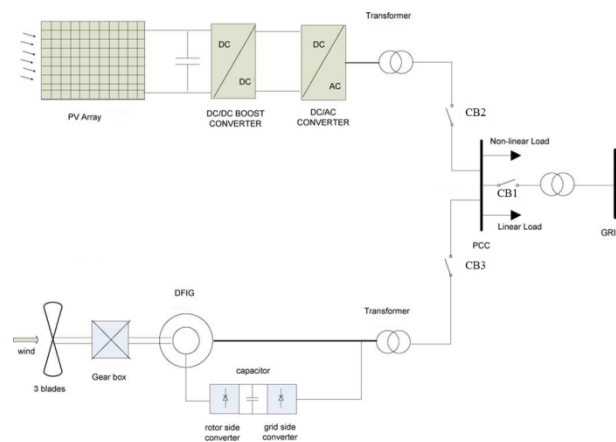 Transformer
DC
DC
DC
AC
PV Array
DC/DC BOOST
CONVERTER
DC/AC
CONVERTER
CB2
Non-linear Load
CB1
Linear Load
PCC
GRI
CB3
DFIG
Transformer
wind
3 blades
Gear box
capacitor
rotor side
converter
grid side
converter